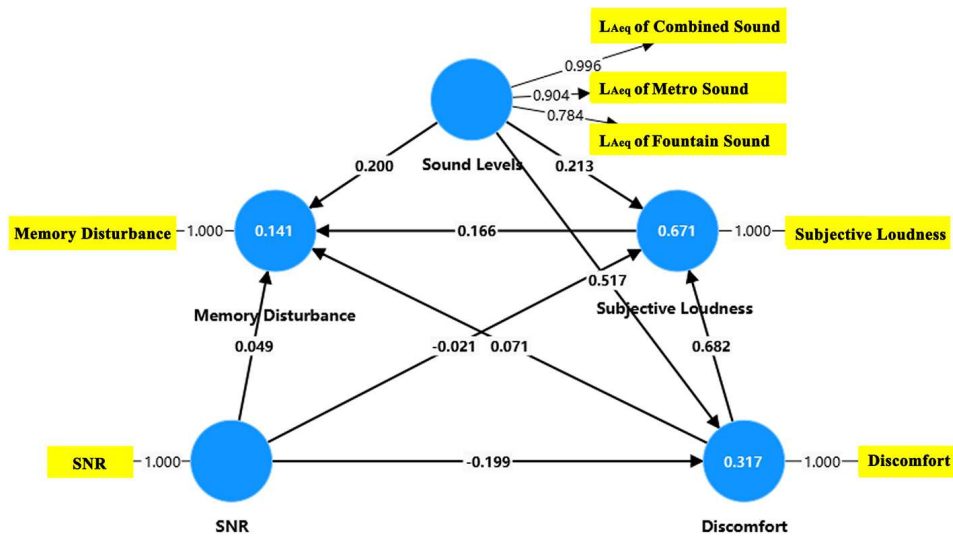 LAeq of Combined Sound
0.996
0.904
LAeq of Metro Sound
0.784
LAeq of Fountain Sound
Sound Levels
0.200
0.213
Memory Disturbance
1.000
0.141
0.166
0.671
1.000
Subjective Loudness
0.517
Memory Disturbance
Subjective Loudness
0.049
-0.021
0.071
0.682
SNR
1.000
-0.199
0.317
1.000
Discomfort
SNR
Discomfort